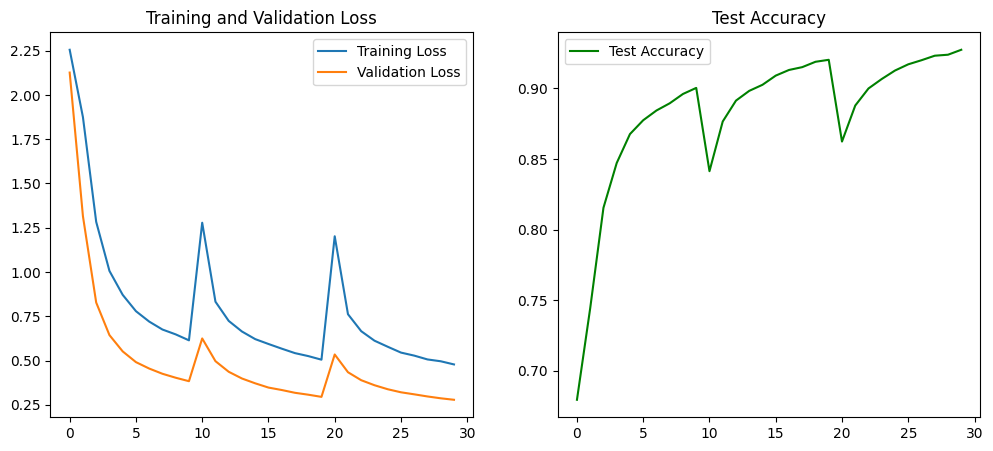 Training and Validation Loss
Training Loss
Validation Loss
2.25
2.00
1.75
1.50
1.25
1.00
0.75
0.50
0.25
0 5 10 15 20 25 30
Test Accuracy
Test Accuracy
0.90
0.85
0.80
0.75
0.70
0 5 10 15 20 25 30